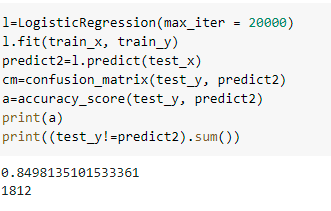 l=LogisticRegression(max_iter = 20000)
l.fit(train_x, train_y)
predict2=l.predict(test_x)
cm=confusion_matrix(test_y, predict2)
a=accuracy_score(test_y, predict2)
print(a)
print((test_y!=predict2).sum())
0.8498135101533361
1812